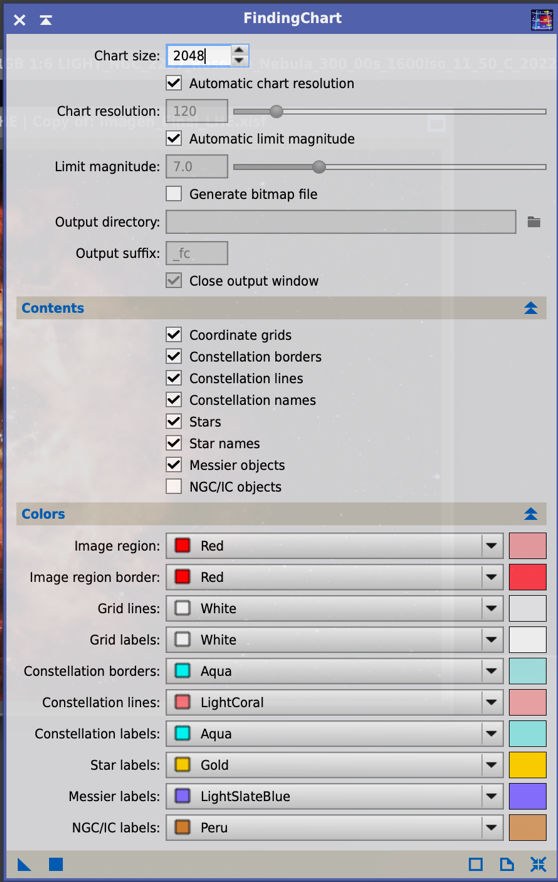 FindingChart
Chart size: 2048
Automatic chart resolution
Chart resolution: 120
Automatic limit magnitude
Limit magnitude: 7.0
Generate bitmap file
Output directory:
Output suffix: _fc
Close output window
Contents
Coordinate grids
Constellation borders
Constellation lines
Constellation names
Stars
Star names
Messier objects
NGC/IC objects
Colors
Image region: Red
Image region border: Red
Grid lines: White
Grid labels: White
Constellation borders: Aqua
Constellation lines: LightCoral
Constellation labels: Aqua
Star labels: Gold
Messier labels: LightSlateBlue
NGC/IC labels: Peru